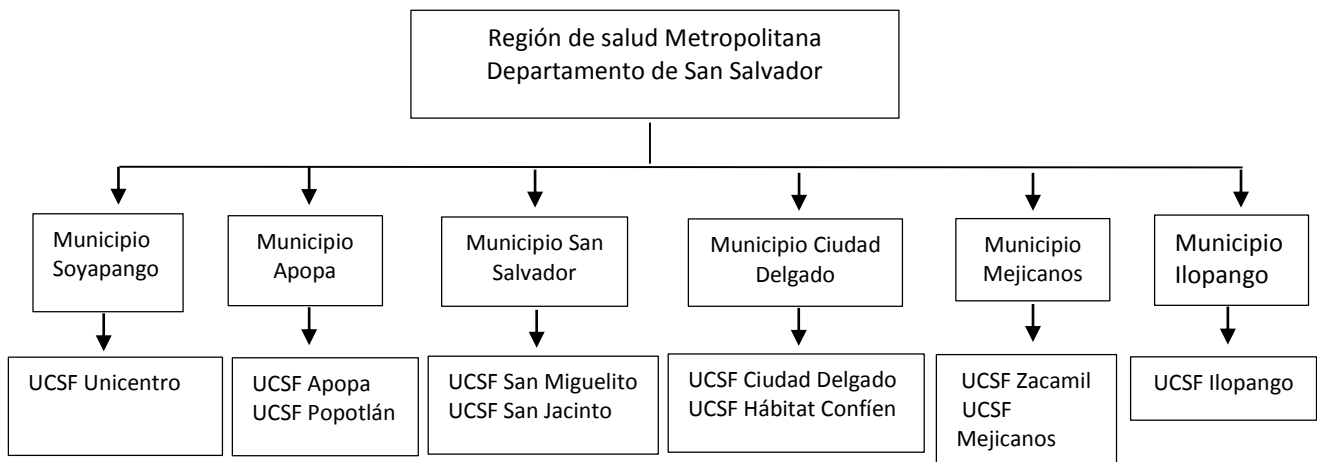 Región de salud Metropolitana
Departamento de San Salvador
Municipio
Soyapango
Municipio
Apopa
Municipio San
Salvador
Municipio Ciudad
Delgado
Municipio
Mejicanos
Municipio
Ilopango
UCSF Unicentro
UCSF Apopa
UCSF Popotlán
UCSF San Miguelito
UCSF San Jacinto
UCSF Ciudad Delgado
UCSF Hábitat Confíen
UCSF Zacamil
UCSF
Mejicanos
UCSF Ilopango